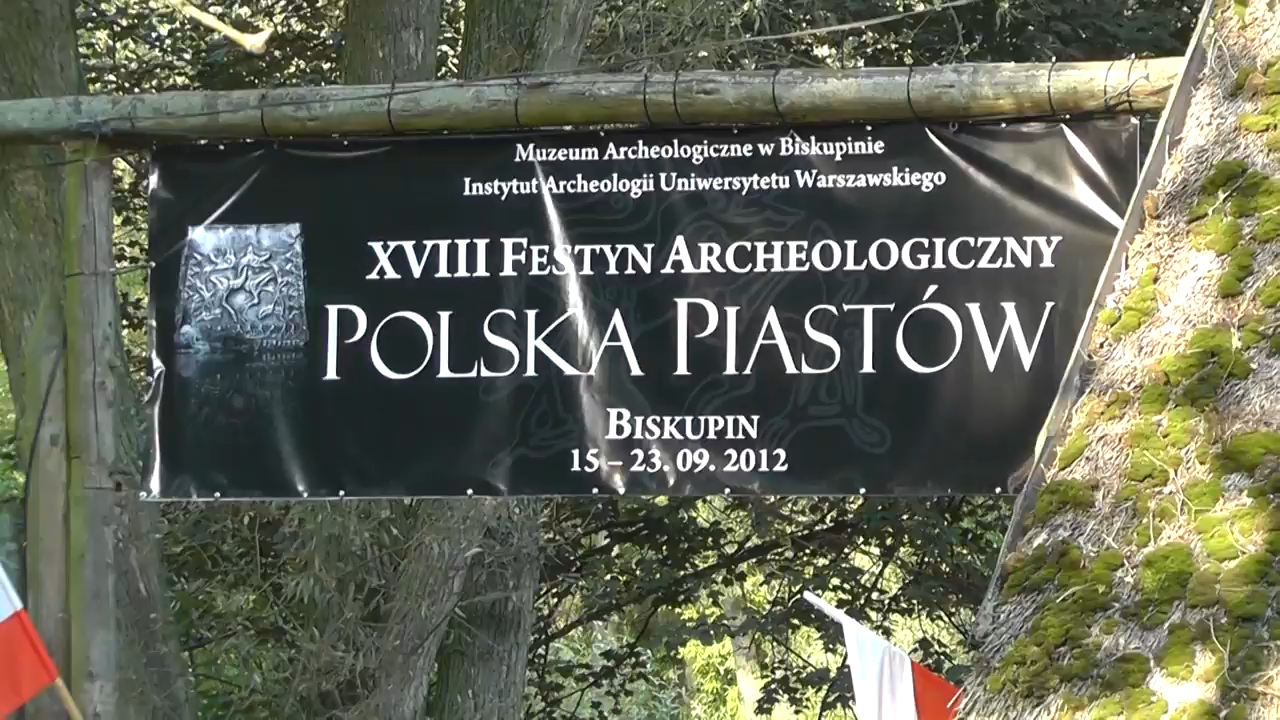 Muzeum Archeologiczne w Biskupinie
Instytut Archeologii Uniwersytetu Warszawskiego
XVIII Festyn Archeologiczny
Polska Piastów
Biskupin
15 – 23. 09. 2012